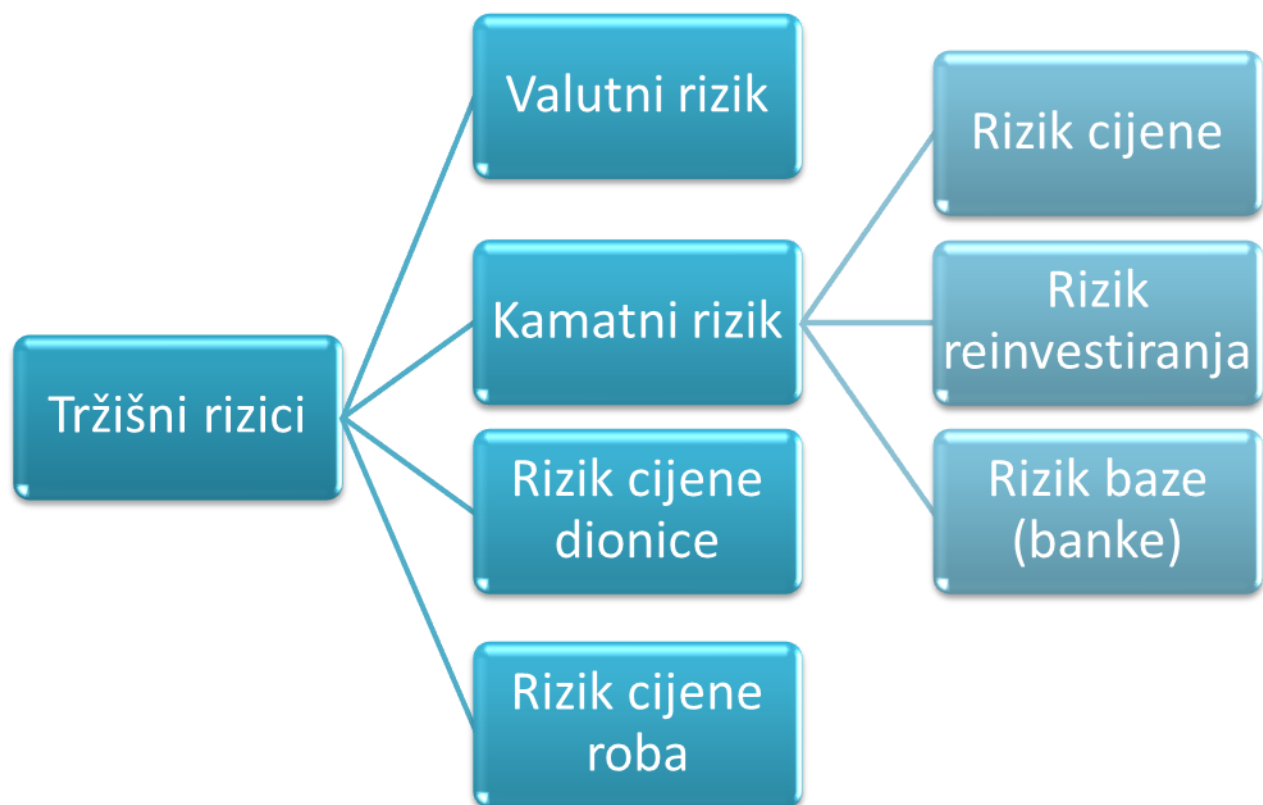 Tržišni rizici
Valutni rizik
Kamatni rizik
Rizik cijene
dionice
Rizik cijene
roba
Rizik cijene
Rizik
reinvestiranja
Rizik baze
(banke)